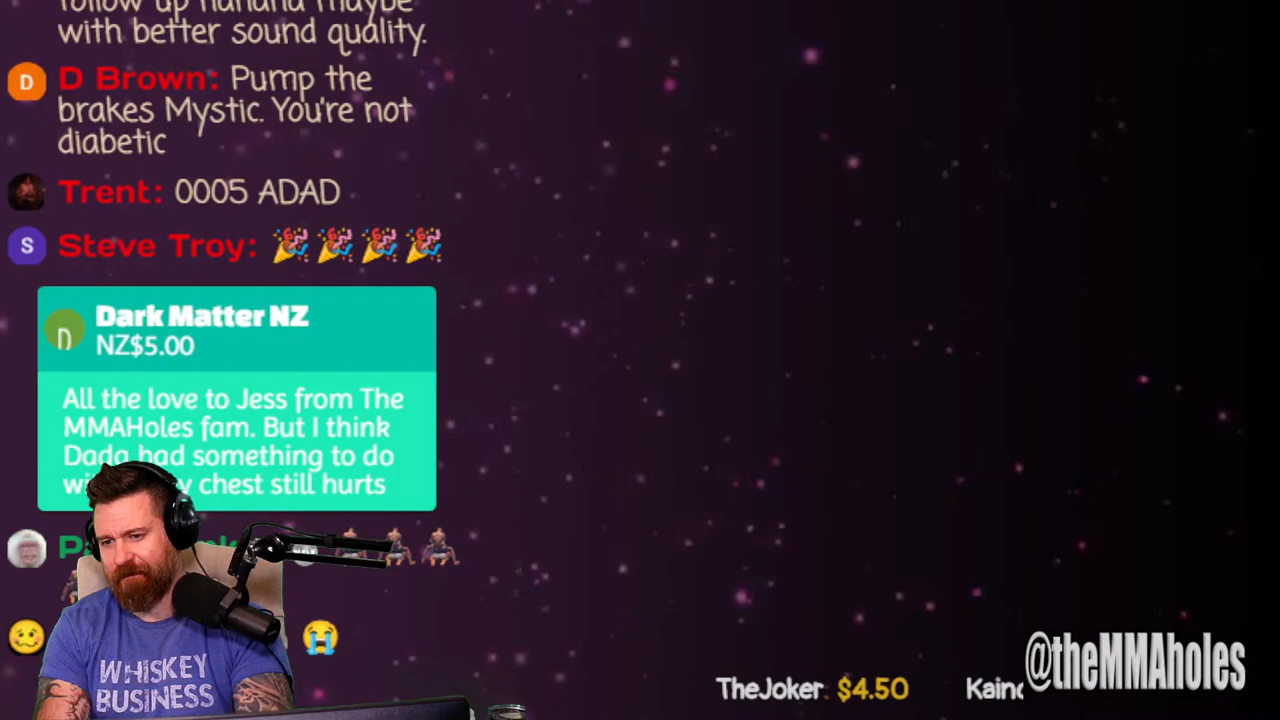 follow up hahaha maybe
with better sound quality.
D
D Brown: Pump the
brakes Mystic. You're not
diabetic
Trent: 0005 ADAD
S
Steve Troy:
D
Dark Matter NZ
NZ$5.00
All the love to Jess from The
MMAHoles fam. But I think
Dada had something to do
chest still hurts
WHISKEY
BUSINESS
TheJoker: $4.50
@theMMAholes